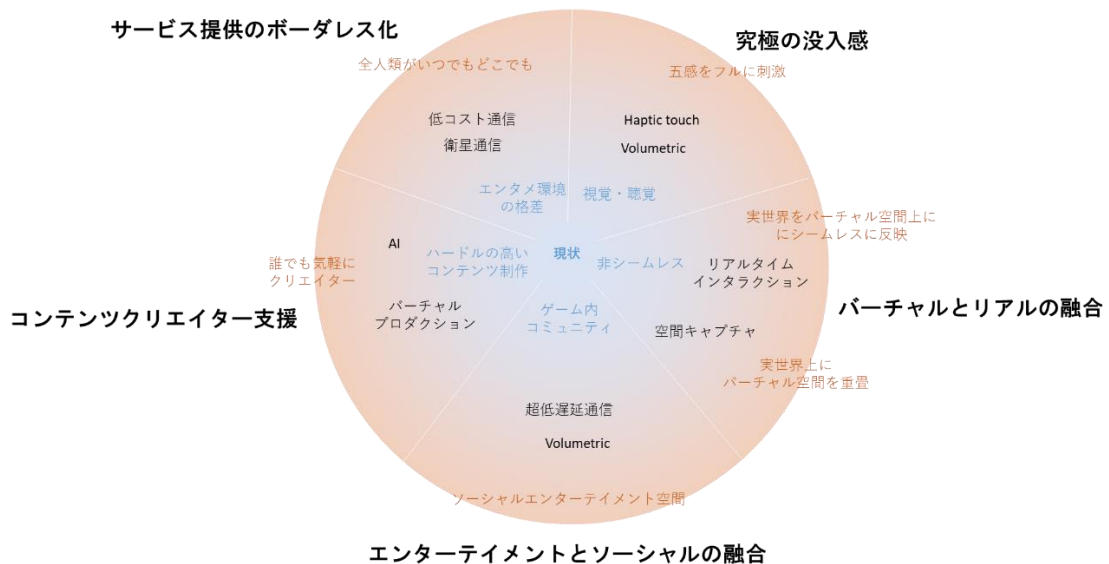 サービス提供のボーダレス化
究極の没入感
全人類がいつでもどこでも
五感をフルに刺激
低コスト通信
衛星通信
Haptic touch
Volumetric
エンタメ環境
の格差
視覚・聴覚
実世界をバーチャル空間上に
にシームレスに反映
AI
ハードルの高い
コンテンツ制作
現状
非シームレス
リアルタイム
インタラクション
誰でも気軽に
クリエイター
バーチャル
プロダクション
コンテンツクリエイター支援
ゲーム内
コミュニティ
空間キャプチャ
バーチャルとリアルの融合
実世界上に
バーチャル空間を重畳
超低遅延通信
Volumetric
ソーシャルエンターテイメント空間
エンターテイメントとソーシャルの融合